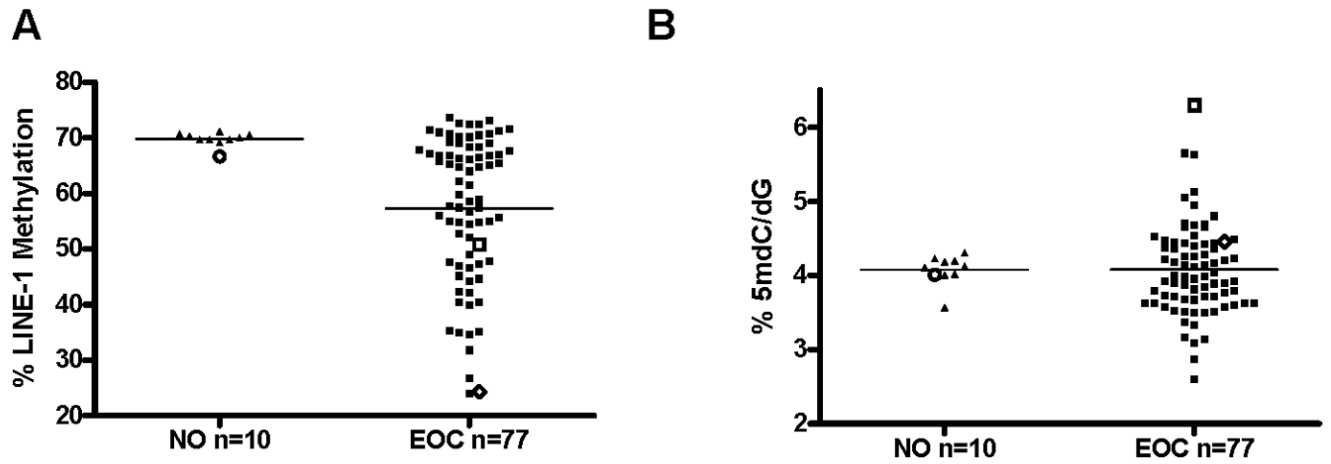 A
% LINE-1 Methylation
80
70
60
50
40
30
20
NO n=10
EOC n=77
B
% 5mdC/dG
6
5
4
3
2
NO n=10
EOC n=77